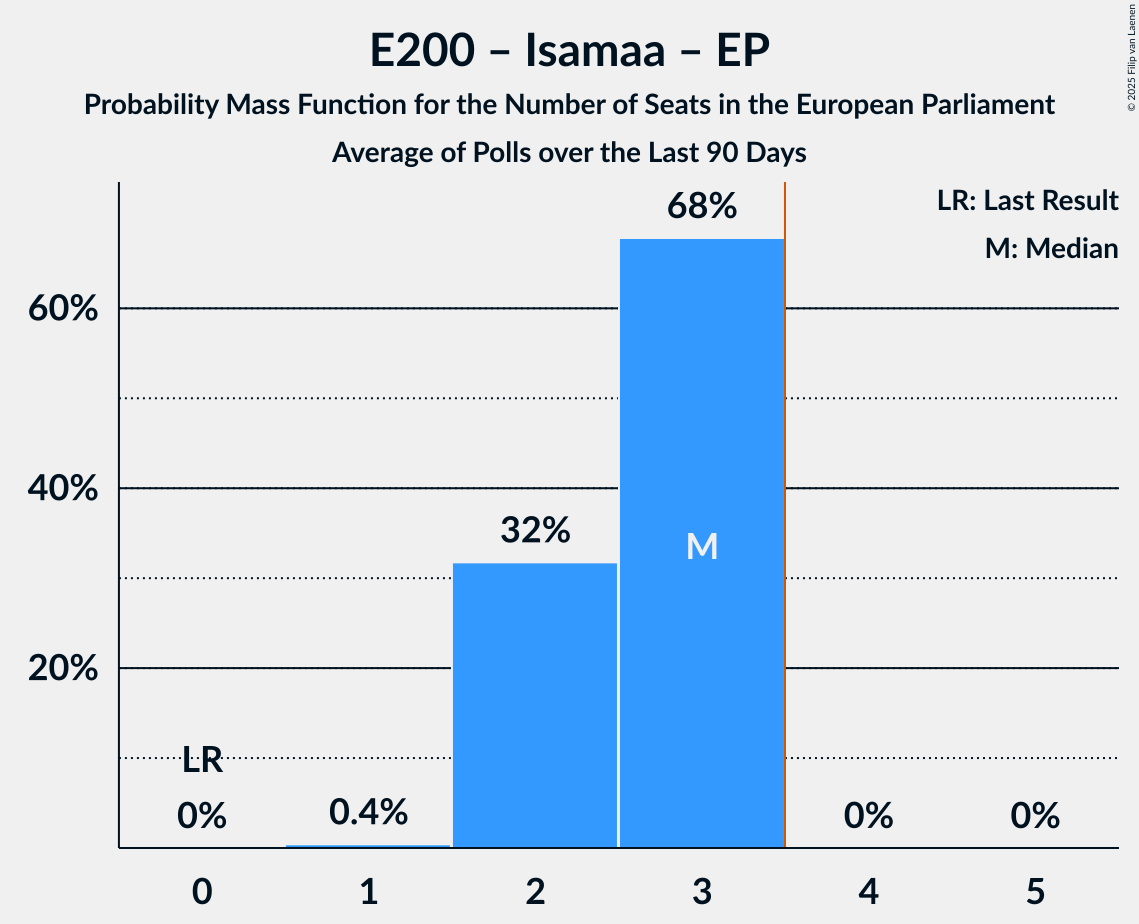 E200 – Isamaa – EP
Probability Mass Function for the Number of Seats in the European Parliament
Average of Polls over the Last 90 Days
© 2025 Filip van Laenen
LR: Last Result
M: Median
68%
60%
M
32%
40%
20%
LR
0%
0.4%
0%
0%
0
1
2
3
4
5